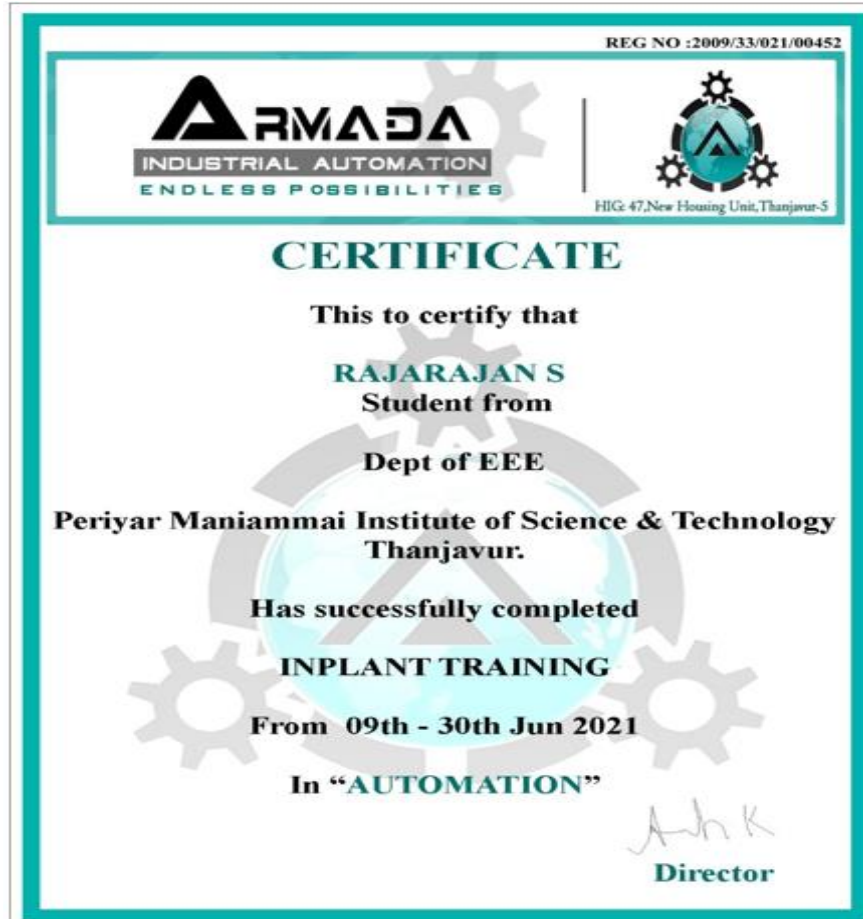 REG NO :2009/33/021/00452
ARMADA
INDUSTRIAL AUTOMATION
ENDLESS POSSIBILITIES
HIG: 47,New Housing Unit,Thanjavur-5
CERTIFICATE
This to certify that
RAJARAJAN S
Student from
Dept of EEE
Periyar Maniammai Institute of Science & Technology
Thanjavur.
Has successfully completed
INPLANT TRAINING
From 09th - 30th Jun 2021
In “AUTOMATION”
Director